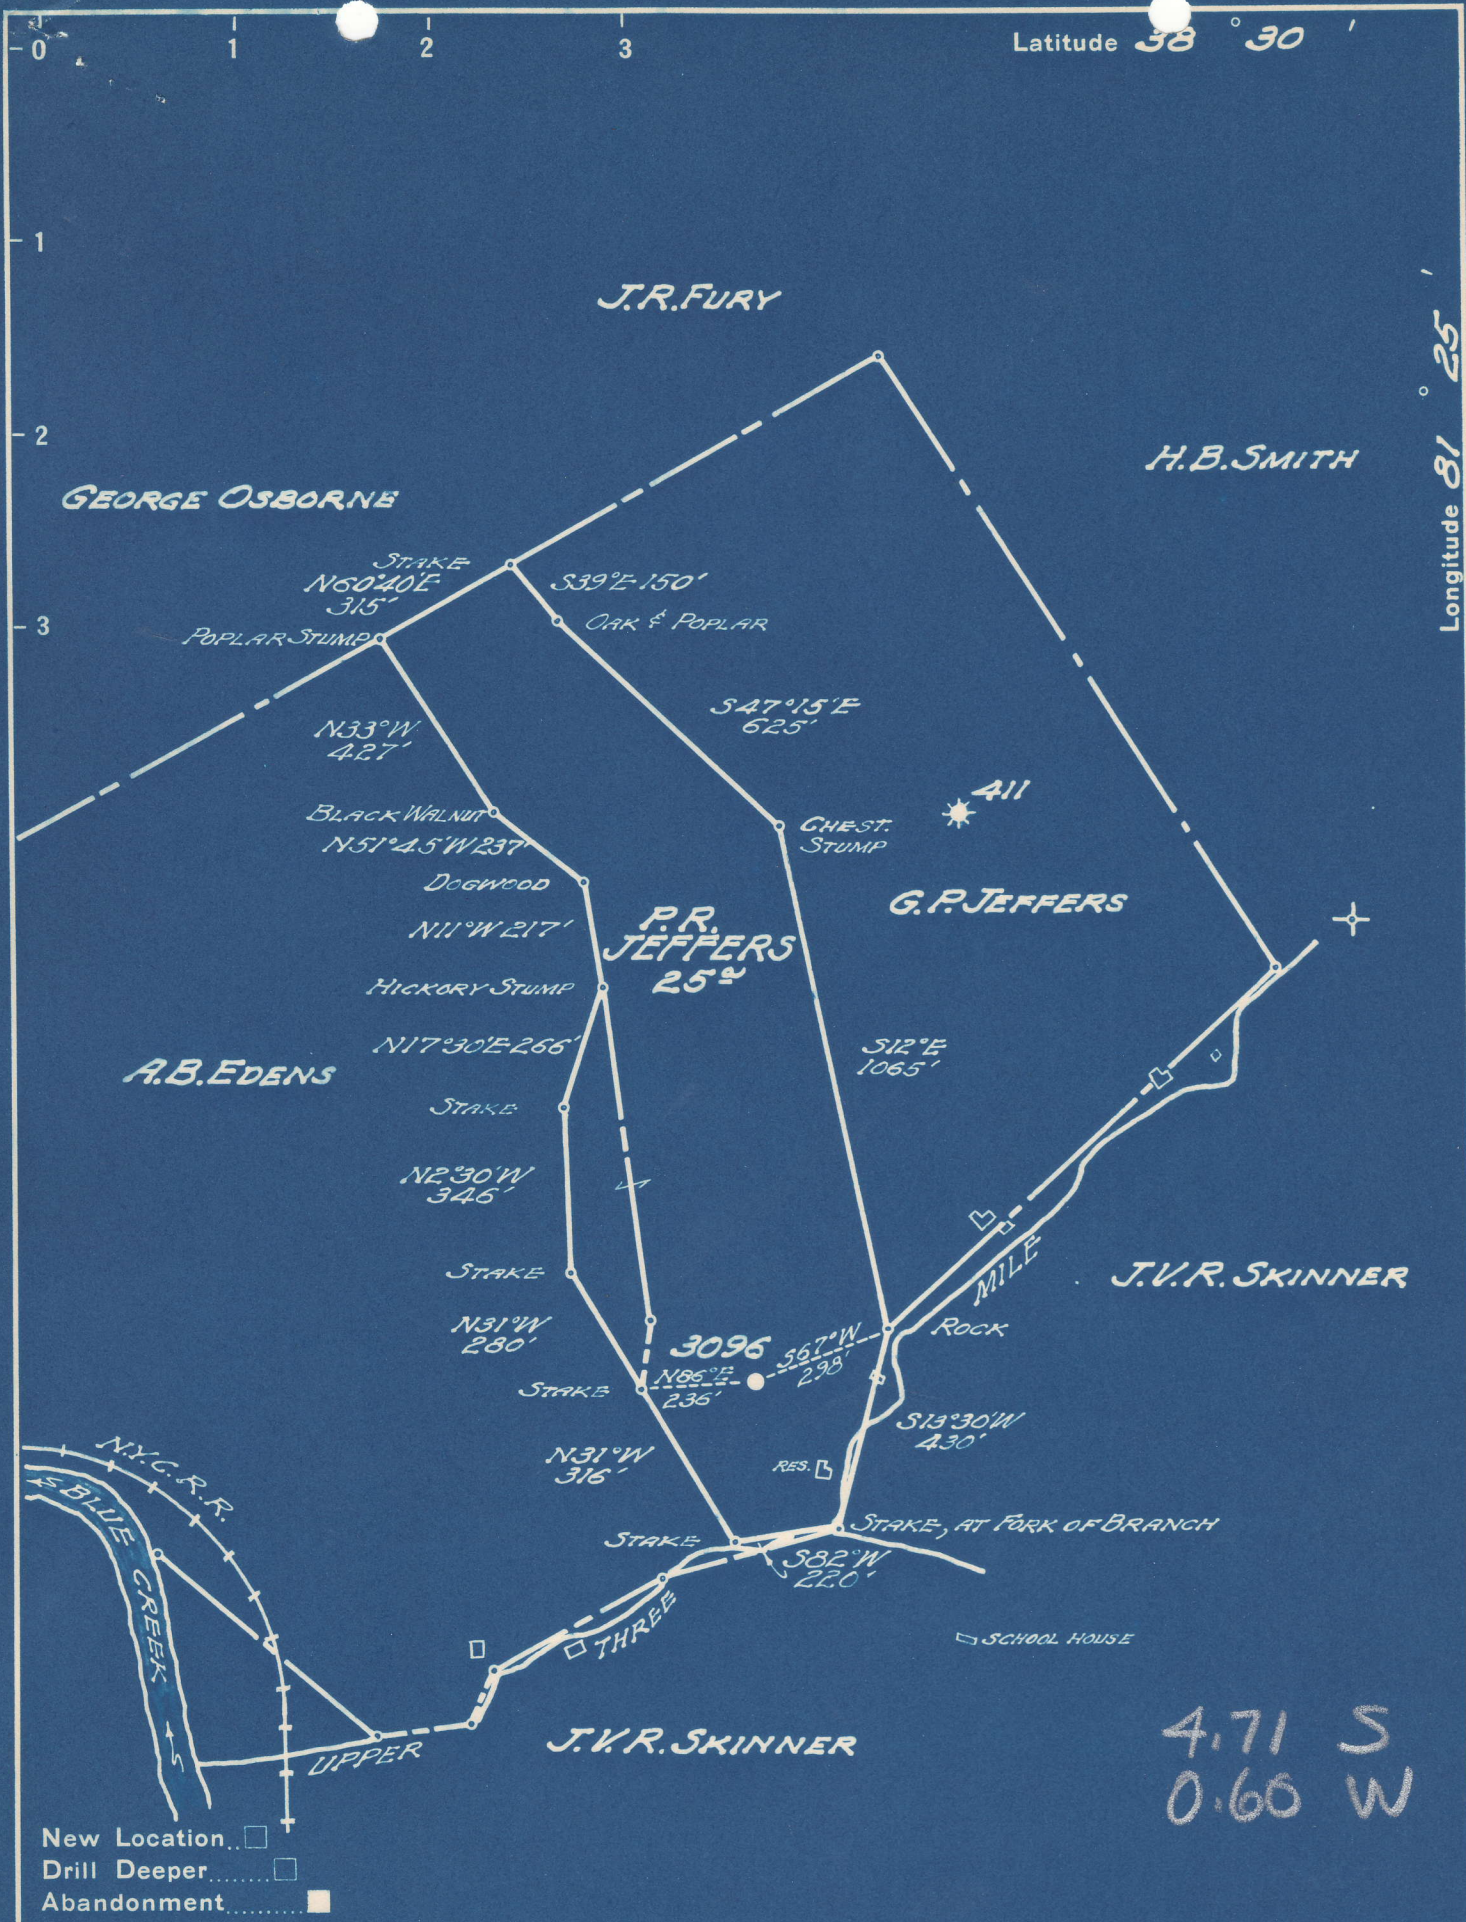 0 1 2 3
Latitude 38 ° 30 '
1
2
3
Longitude 81 ° 25 '
J.R. FURY
H.B. SMITH
GEORGE OSBORNE
STAKE
N60°40'E
315'
S39°E 150'
POPLAR STUMP
OAK & POPLAR
S47°15'E
625'
N33°W
427'
411
BLACK WALNUT
CHEST.
STUMP
N51°45'W 237'
DOGWOOD
G.P. JEFFERS
P.R.
JEFFERS
25a
N11°W 217'
HICKORY STUMP
N17°30'E 266'
S12°E
1065'
A.B. EDENS
STAKE
N2°30'W
346'
STAKE
MILE
J.V.R. SKINNER
N31°W
280'
3096
S67°W
298'
ROCK
STAKE
N86°E
236'
S13°30'W
430'
N31°W
316'
RES.
N.Y.C.R.R.
BLUE CREEK
STAKE
STAKE, AT FORK OF BRANCH
S82°W
220'
THREE
SCHOOL HOUSE
UPPER
J.V.R. SKINNER
4.71 S
0.60 W
New Location..
Drill Deeper........
Abandonment..........